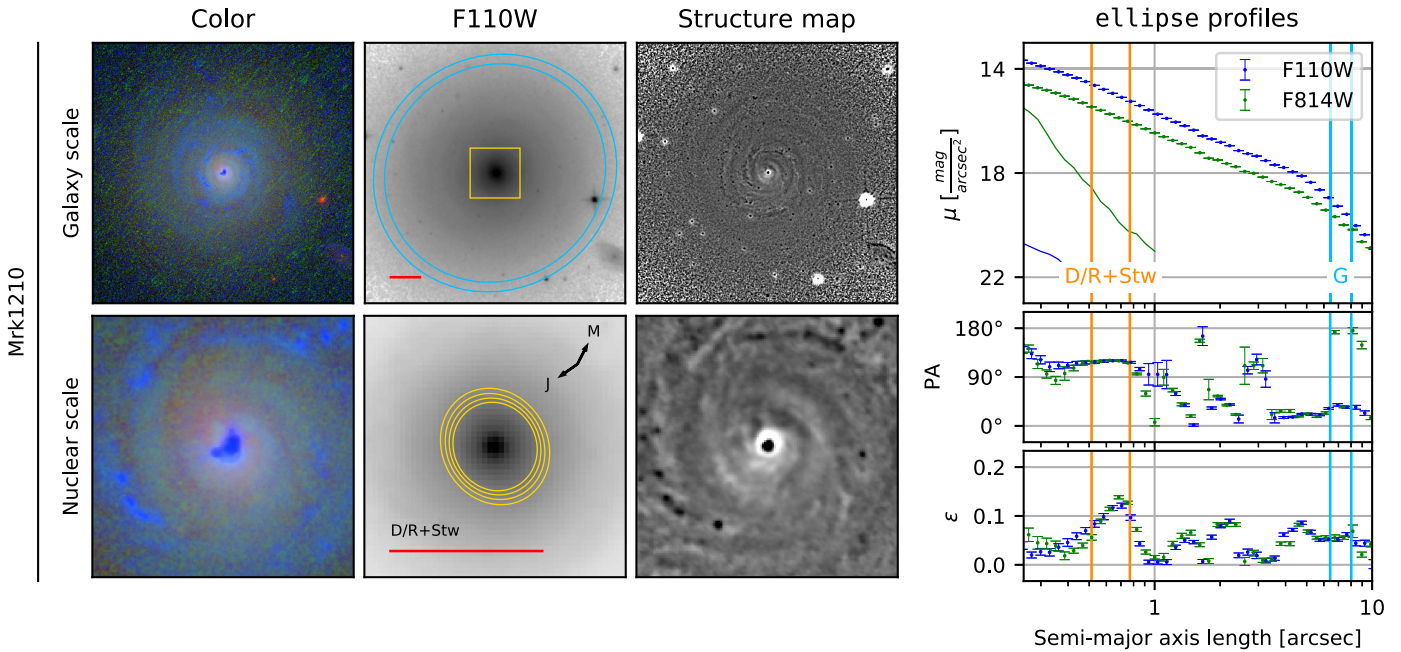 Color
F110W
Structure map
ellipse profiles
Mrk1210
Galaxy scale
Nuclear scale
M
J
D/R+Stw
F110W
F814W
μ [mag/arcsec²]
14
18
22
D/R+Stw
G
PA
180°
90°
0°
ε
0.2
0.1
0.0
1
10
Semi-major axis length [arcsec]